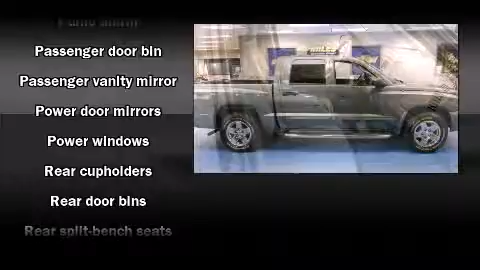 Passenger door bin
Passenger vanity mirror
Power door mirrors
Power windows
Rear cupholders
Rear door bins
Rear split-bench seats